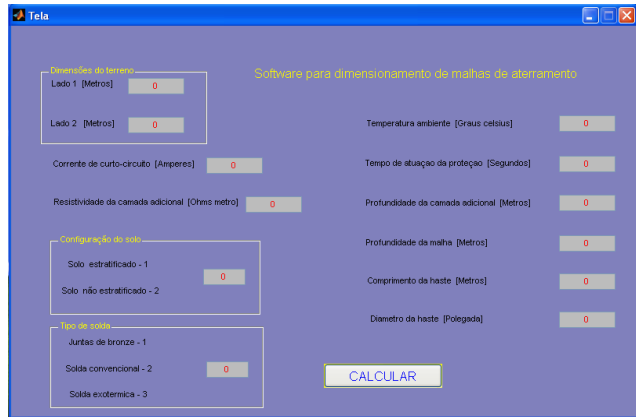 Tela
Dimensões do terreno
Lado 1 [Metros] 0
Lado 2 [Metros] 0
Software para dimensionamento de malhas de aterramento
Corrente de curto-circuito [Amperes] 0
Resistividade da camada adicional [Ohms metro] 0
Configuração do solo
Solo estratificado - 1
Solo não estratificado - 2
0
Tipo de solda
Juntas de bronze - 1
Solda convencional - 2 0
Solda exotermica - 3
Temperatura ambiente [Graus celsius] 0
Tempo de atuaçao da proteçao [Segundos] 0
Profundidade da camada adicional [Metros] 0
Profundidade da malha [Metros] 0
Comprimento da haste [Metros] 0
Diametro da haste [Polegada] 0
CALCULAR